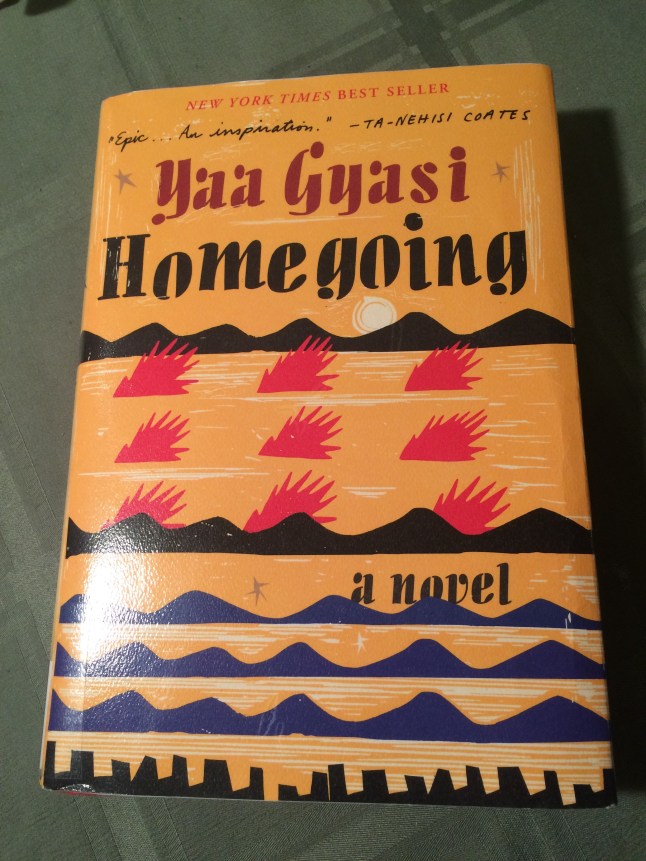 NEW YORK TIMES BEST SELLER
"Epic... An inspiration." —TA-NEHISI COATES
Yaa Gyasi
Homegoing
a novel